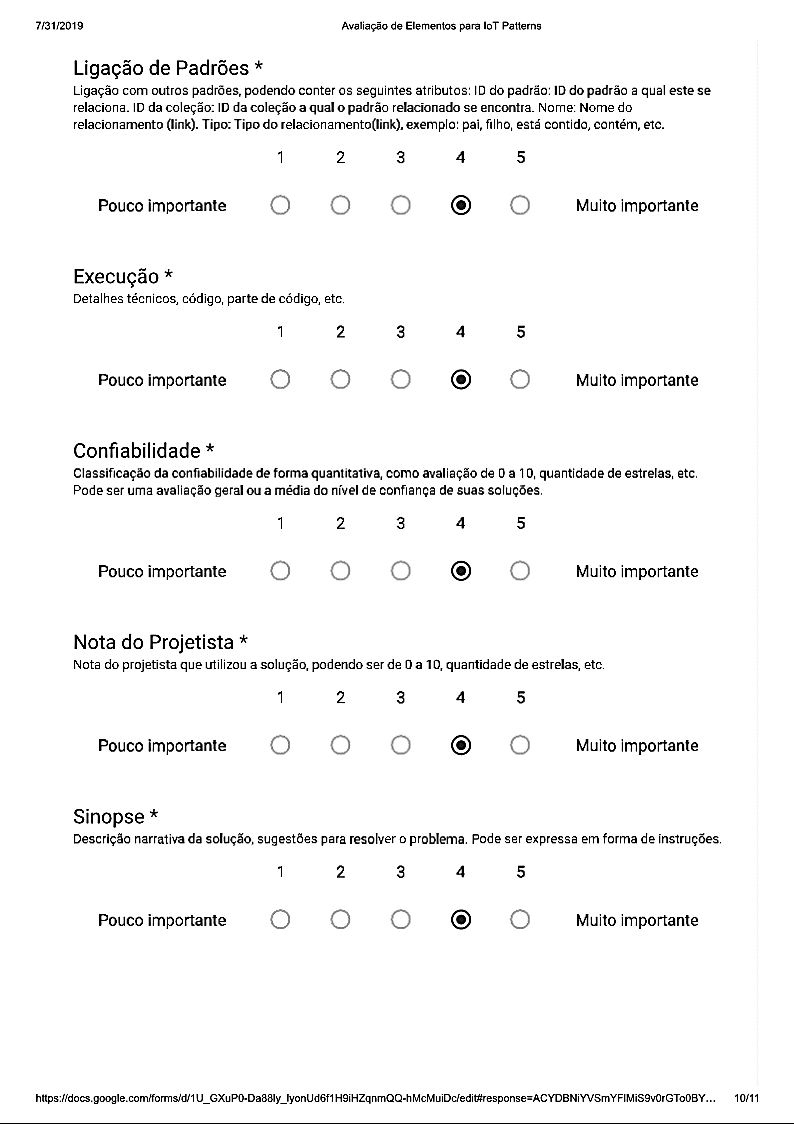 7/31/2019 Avaliação de Elementos para IoT Patterns
Ligação de Padrões *
Ligação com outros padrões, podendo conter os seguintes atributos: ID do padrão: ID do padrão a qual este se
relaciona. ID da coleção: ID da coleção a qual o padrão relacionado se encontra. Nome: Nome do
relacionamento (link). Tipo: Tipo do relacionamento(link), exemplo: pai, filho, está contido, contém, etc.
1 2 3 4 5
Pouco importante Muito importante
Execução *
Detalhes técnicos, código, parte de código, etc.
1 2 3 4 5
Pouco importante Muito importante
Confiabilidade *
Classificação da confiabilidade de forma quantitativa, como avaliação de 0 a 10, quantidade de estrelas, etc.
Pode ser uma avaliação geral ou a média do nível de confiança de suas soluções.
1 2 3 4 5
Pouco importante Muito importante
Nota do Projetista *
Nota do projetista que utilizou a solução, podendo ser de 0 a 10, quantidade de estrelas, etc.
1 2 3 4 5
Pouco importante Muito importante
Sinopse *
Descrição narrativa da solução, sugestões para resolver o problema. Pode ser expressa em forma de instruções.
1 2 3 4 5
Pouco importante Muito importante
https://docs.google.com/forms/d/1U_GXuP0-Da88ly_lyonUd6f1H9iHZqnmQQ-hMcMuiDc/edit#response=ACYDBNiYVSmYFlMiS9v0rGTo0BY… 10/11